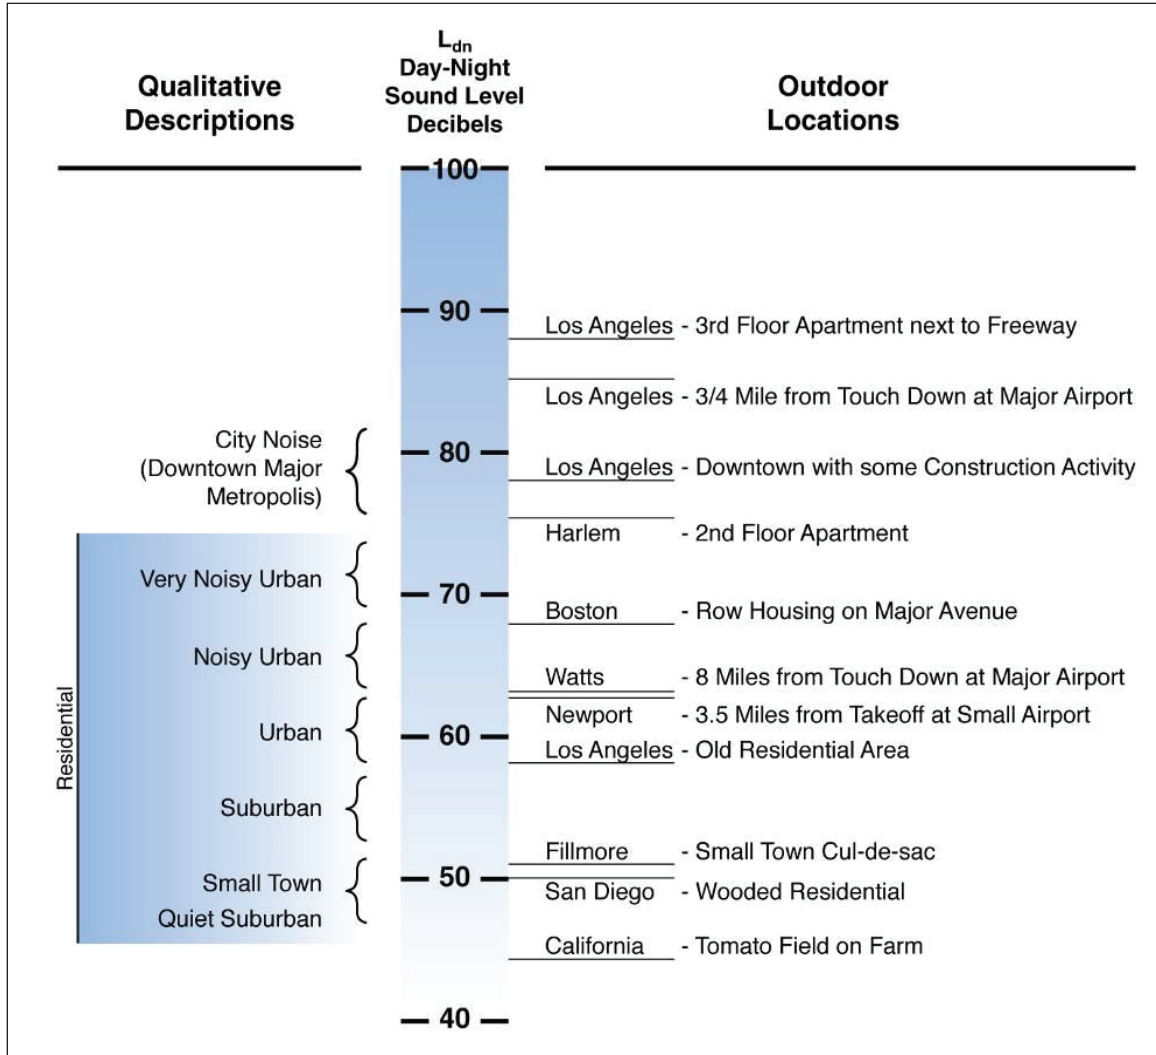 L_dn
Day-Night
Sound Level
Decibels
Qualitative
Descriptions
Outdoor
Locations
100
90
Los Angeles - 3rd Floor Apartment next to Freeway
Los Angeles - 3/4 Mile from Touch Down at Major Airport
City Noise
(Downtown Major
Metropolis)
80
Los Angeles - Downtown with some Construction Activity
Harlem - 2nd Floor Apartment
Very Noisy Urban
70
Boston - Row Housing on Major Avenue
Noisy Urban
Watts - 8 Miles from Touch Down at Major Airport
Newport - 3.5 Miles from Takeoff at Small Airport
Residential
Urban
60
Los Angeles - Old Residential Area
Suburban
Fillmore - Small Town Cul-de-sac
Small Town
50
San Diego - Wooded Residential
Quiet Suburban
California - Tomato Field on Farm
40